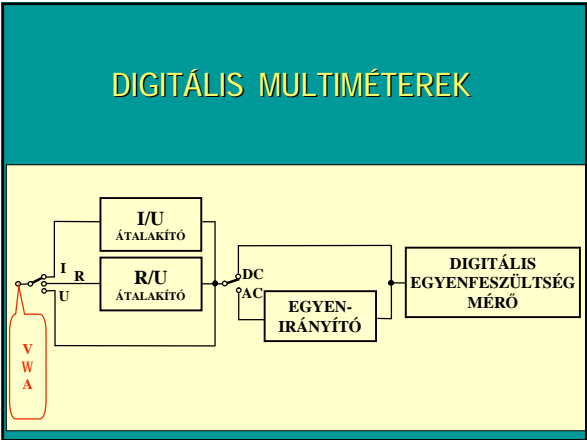 DIGITÁLIS MULTIMÉTEREK
I/U
ÁTALAKÍTÓ
I
R
U
R/U
ÁTALAKÍTÓ
DC
AC
EGYEN-
IRÁNYÍTÓ
DIGITÁLIS
EGYENFESZÜLTSÉG
MÉRŐ
V
W
A